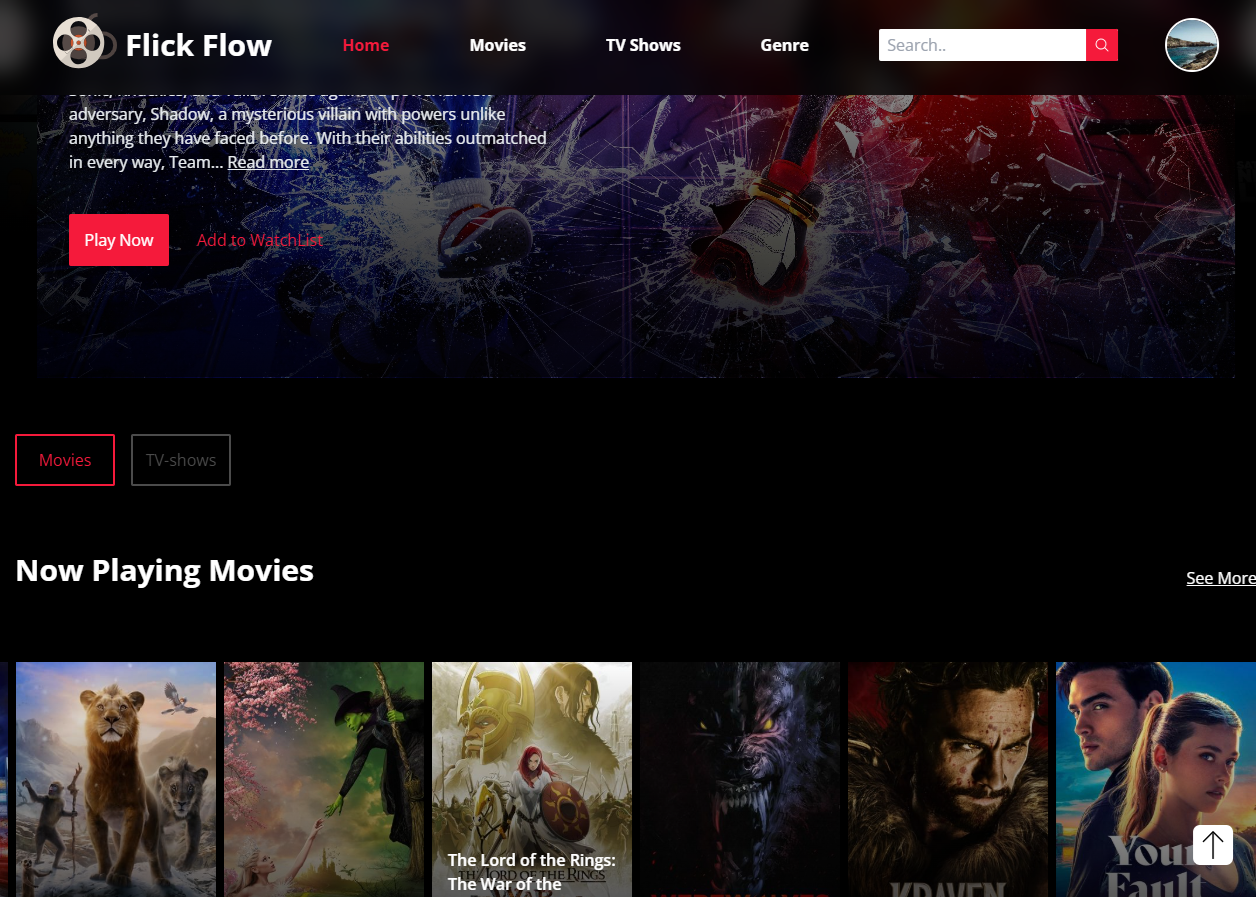 Flick Flow
Home
Movies
TV Shows
Genre
Search..
adversary, Shadow, a mysterious villain with powers unlike
anything they have faced before. With their abilities outmatched
in every way, Team... Read more
Play Now
Add to WatchList
Movies
TV-shows
Now Playing Movies
See More
The Lord of the Rings:
The War of the
THE LORD OF THE RINGS
KRAVEN
Your
Fault